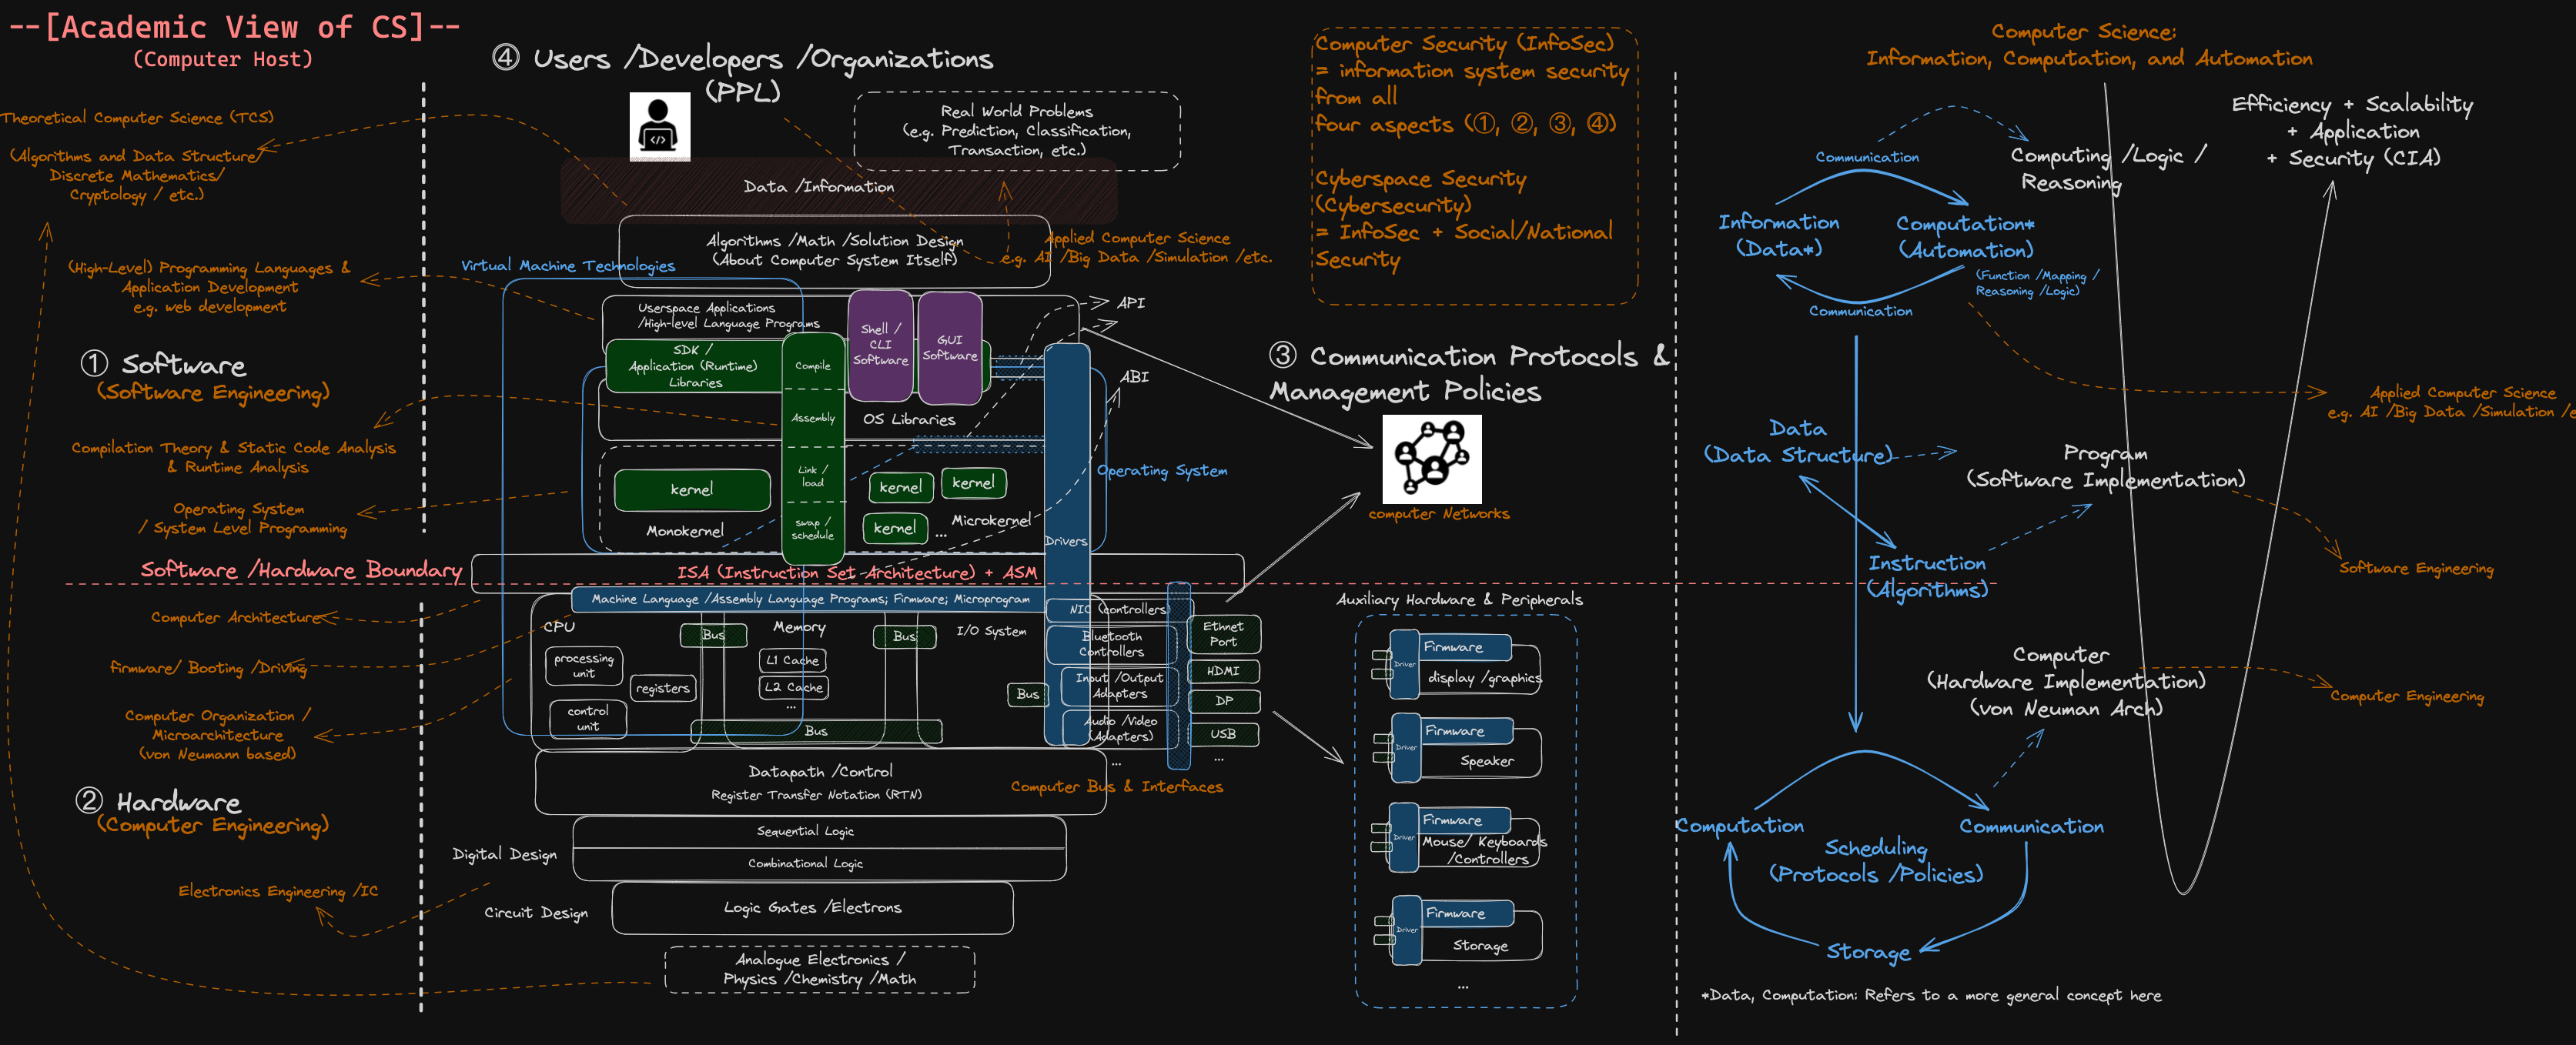 --[Academic View of CS]--
(Computer Host)
Theoretical Computer Science (TCS)
(Algorithms and Data Structure/
Discrete Mathematics/
Cryptology / etc.)
(High-Level) Programming Languages &
Application Development
e.g. web development
① Software
(Software Engineering)
Compilation Theory & Static Code Analysis
& Runtime Analysis
Operating System
/ System Level Programming
Software /Hardware Boundary
Computer Architecture
firmware/ Booting /Driving
Computer Organization /
Microarchitecture
(von Neumann based)
② Hardware
(Computer Engineering)
Electronics Engineering /IC
④ Users /Developers /Organizations
(PPL)
Real World Problems
(e.g. Prediction, Classification,
Transaction, etc.)
Data /Information
Algorithms /Math /Solution Design
(About Computer System Itself)
Applied Computer Science
e.g. AI /Big Data /Simulation /etc.
Virtual Machine Technologies
Userspace Applications
/High-level Language Programs
Shell /
CLI
Software
GUI
Software
API
SDK /
Application (Runtime)
Libraries
Compile
Assembly
Link /
load
swap /
schedule
OS Libraries
ABI
Operating System
kernel
Monokernel
kernel
kernel
kernel
...
Microkernel
Drivers
ISA (Instruction Set Architecture) + ASM
Machine Language /Assembly Language Programs; Firmware; Microprogram
CPU
processing
unit
registers
control
unit
Bus
Memory
L1 Cache
L2 Cache
...
Bus
I/O System
Bus
Bus
NIC (controllers)
Bluetooth
Controllers
Input /Output
Adapters
Audio /Video
(Adapters)
...
Ethnet
Port
HDMI
DP
USB
...
Computer Bus & Interfaces
Datapath /Control
Register Transfer Notation (RTN)
Digital Design
Sequential Logic
Combinational Logic
Circuit Design
Logic Gates /Electrons
Analogue Electronics /
Physics /Chemistry /Math
Computer Security (InfoSec)
= information system security
from all
four aspects (①, ②, ③, ④)
Cyberspace Security
(Cybersecurity)
= InfoSec + Social/National
Security
③ Communication Protocols &
Management Policies
computer Networks
Auxiliary Hardware & Peripherals
Firmware
Driver
display /graphics
Firmware
Driver
Speaker
Firmware
Driver
Mouse/ Keyboards
/Controllers
Firmware
Driver
Storage
...
Computer Science:
Information, Computation, and Automation
Efficiency + Scalability
+ Application
+ Security (CIA)
Communication
Computing /Logic /
Reasoning
Information
(Data*)
Computation*
(Automation)
(Function /Mapping /
Reasoning /Logic)
Communication
Applied Computer Science
e.g. AI /Big Data /Simulation /e
Data
(Data Structure)
Program
(Software Implementation)
Instruction
(Algorithms)
Software Engineering
Computer
(Hardware Implementation)
(von Neuman Arch)
Computer Engineering
Computation
Communication
Scheduling
(Protocols /Policies)
Storage
*Data, Computation: Refers to a more general concept here